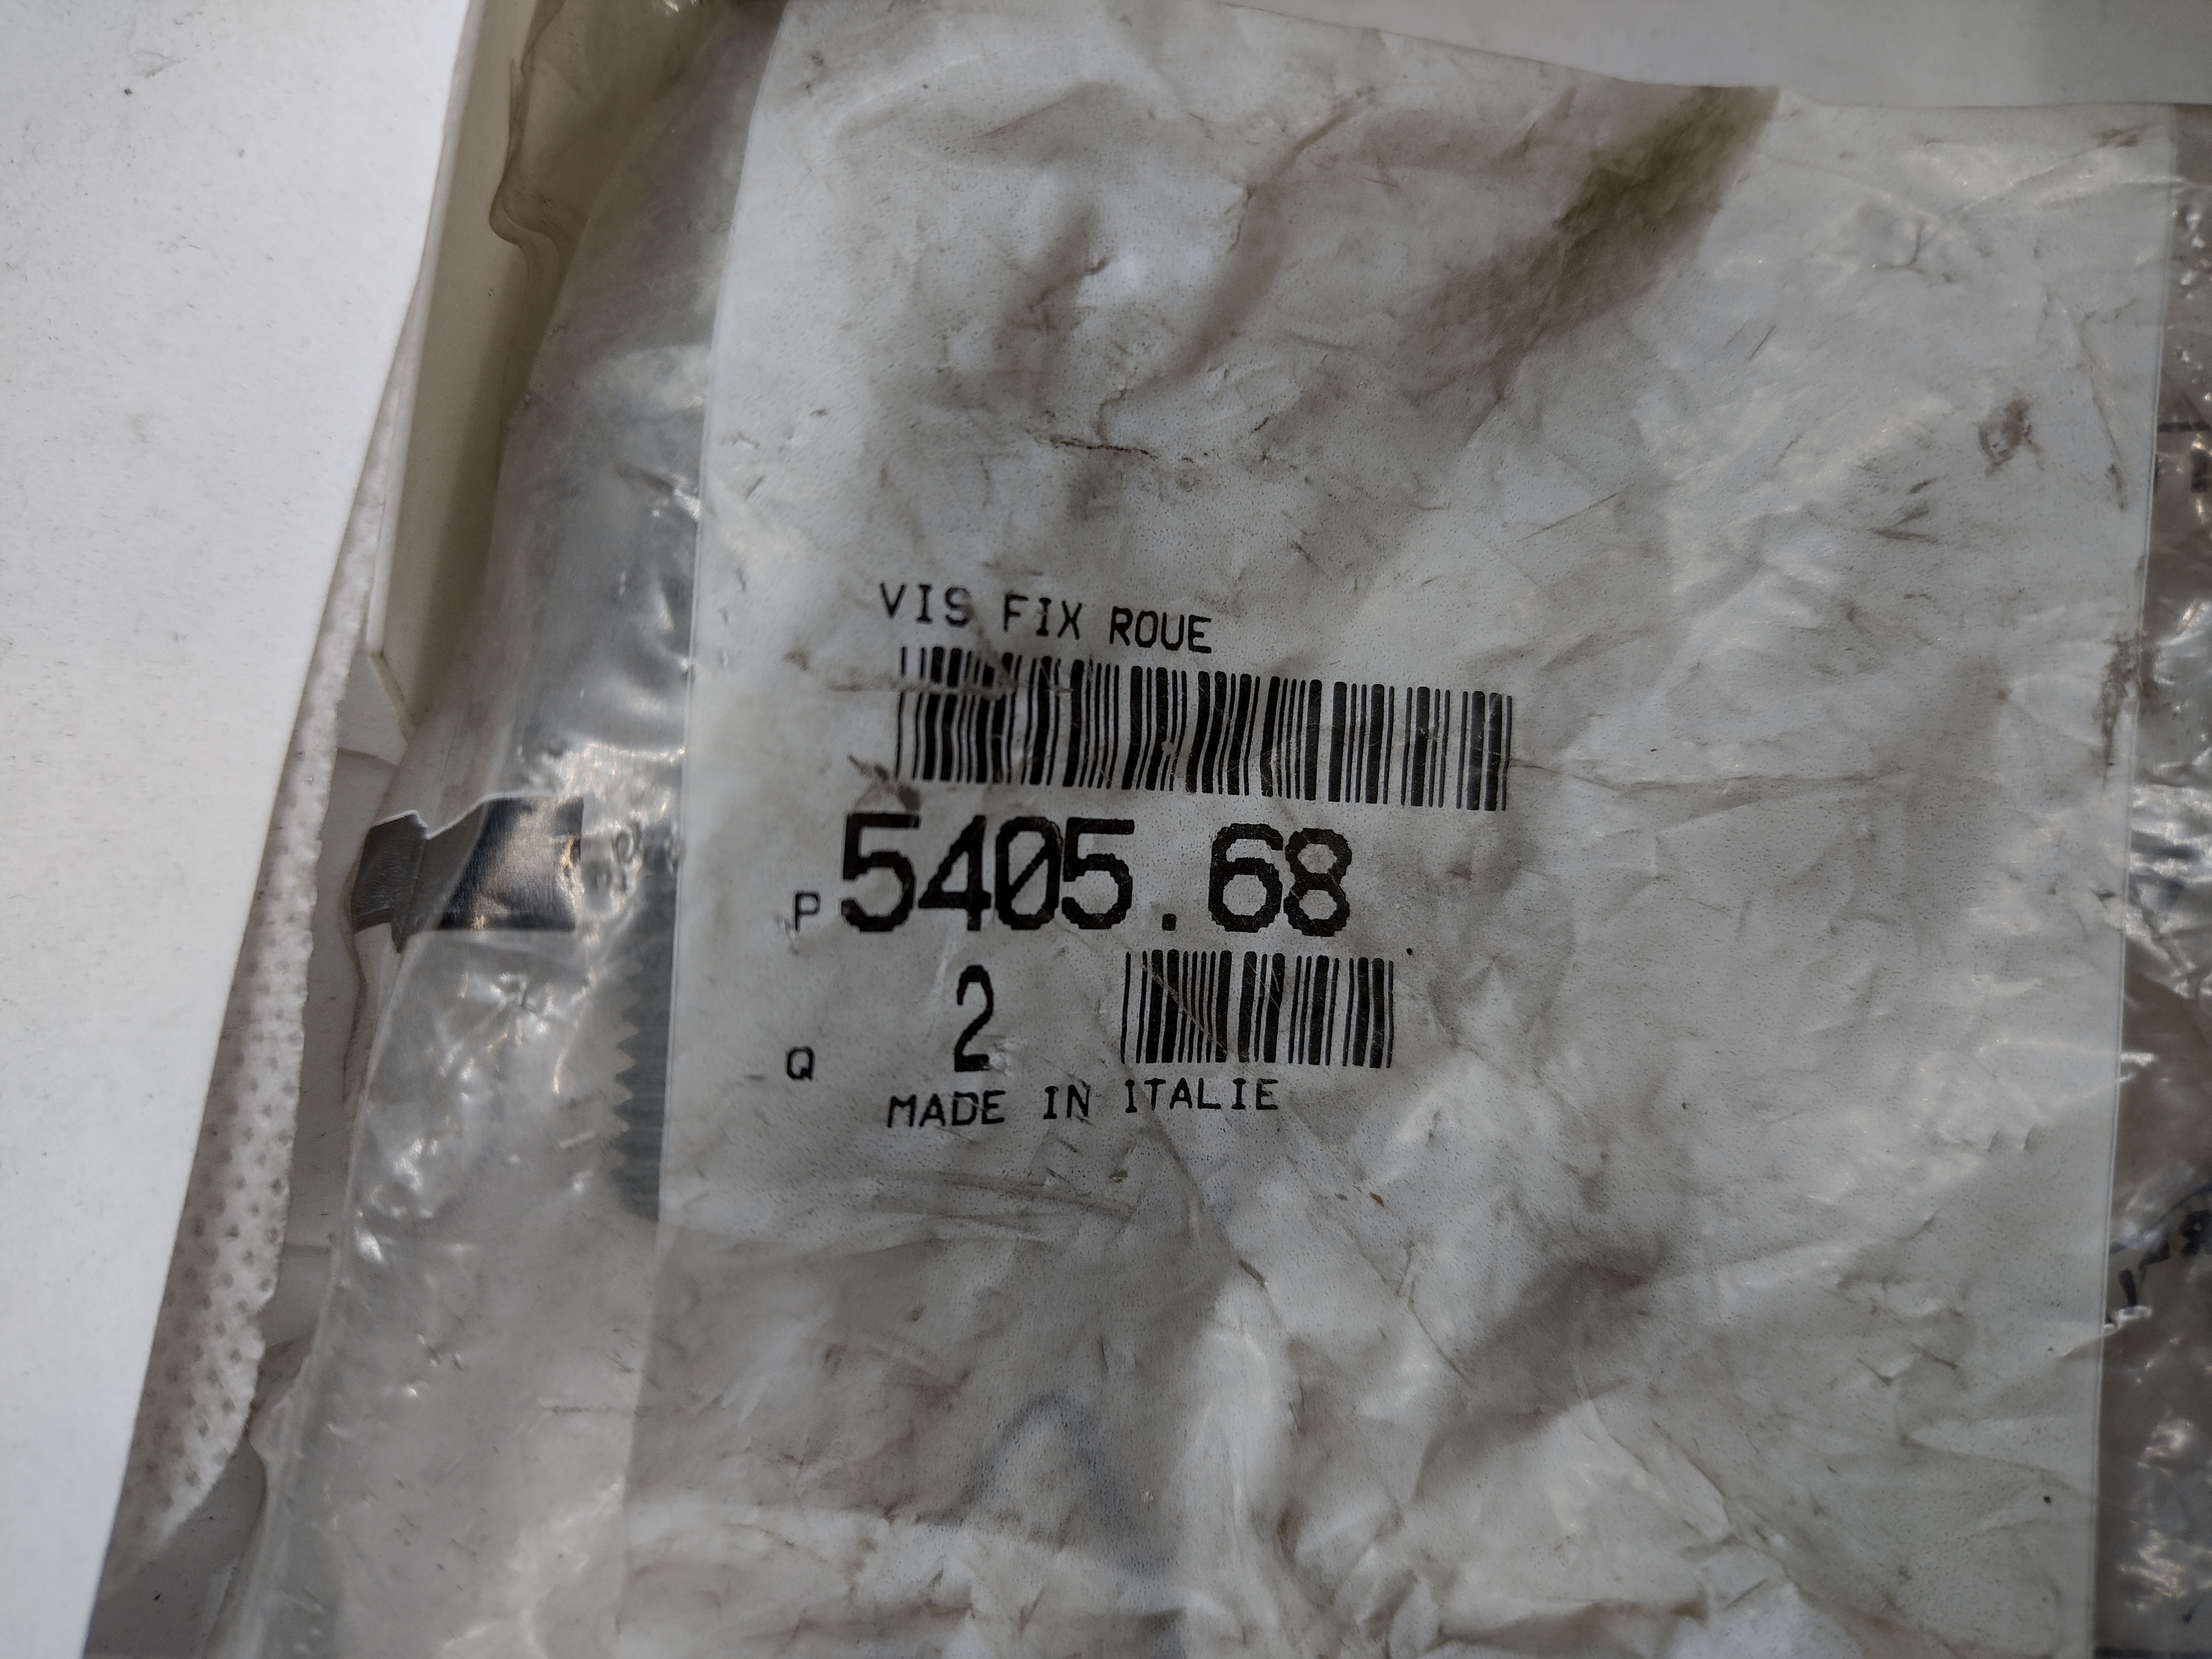 VIS FIX ROUE
P 5405.68
Q 2
MADE IN ITALIE